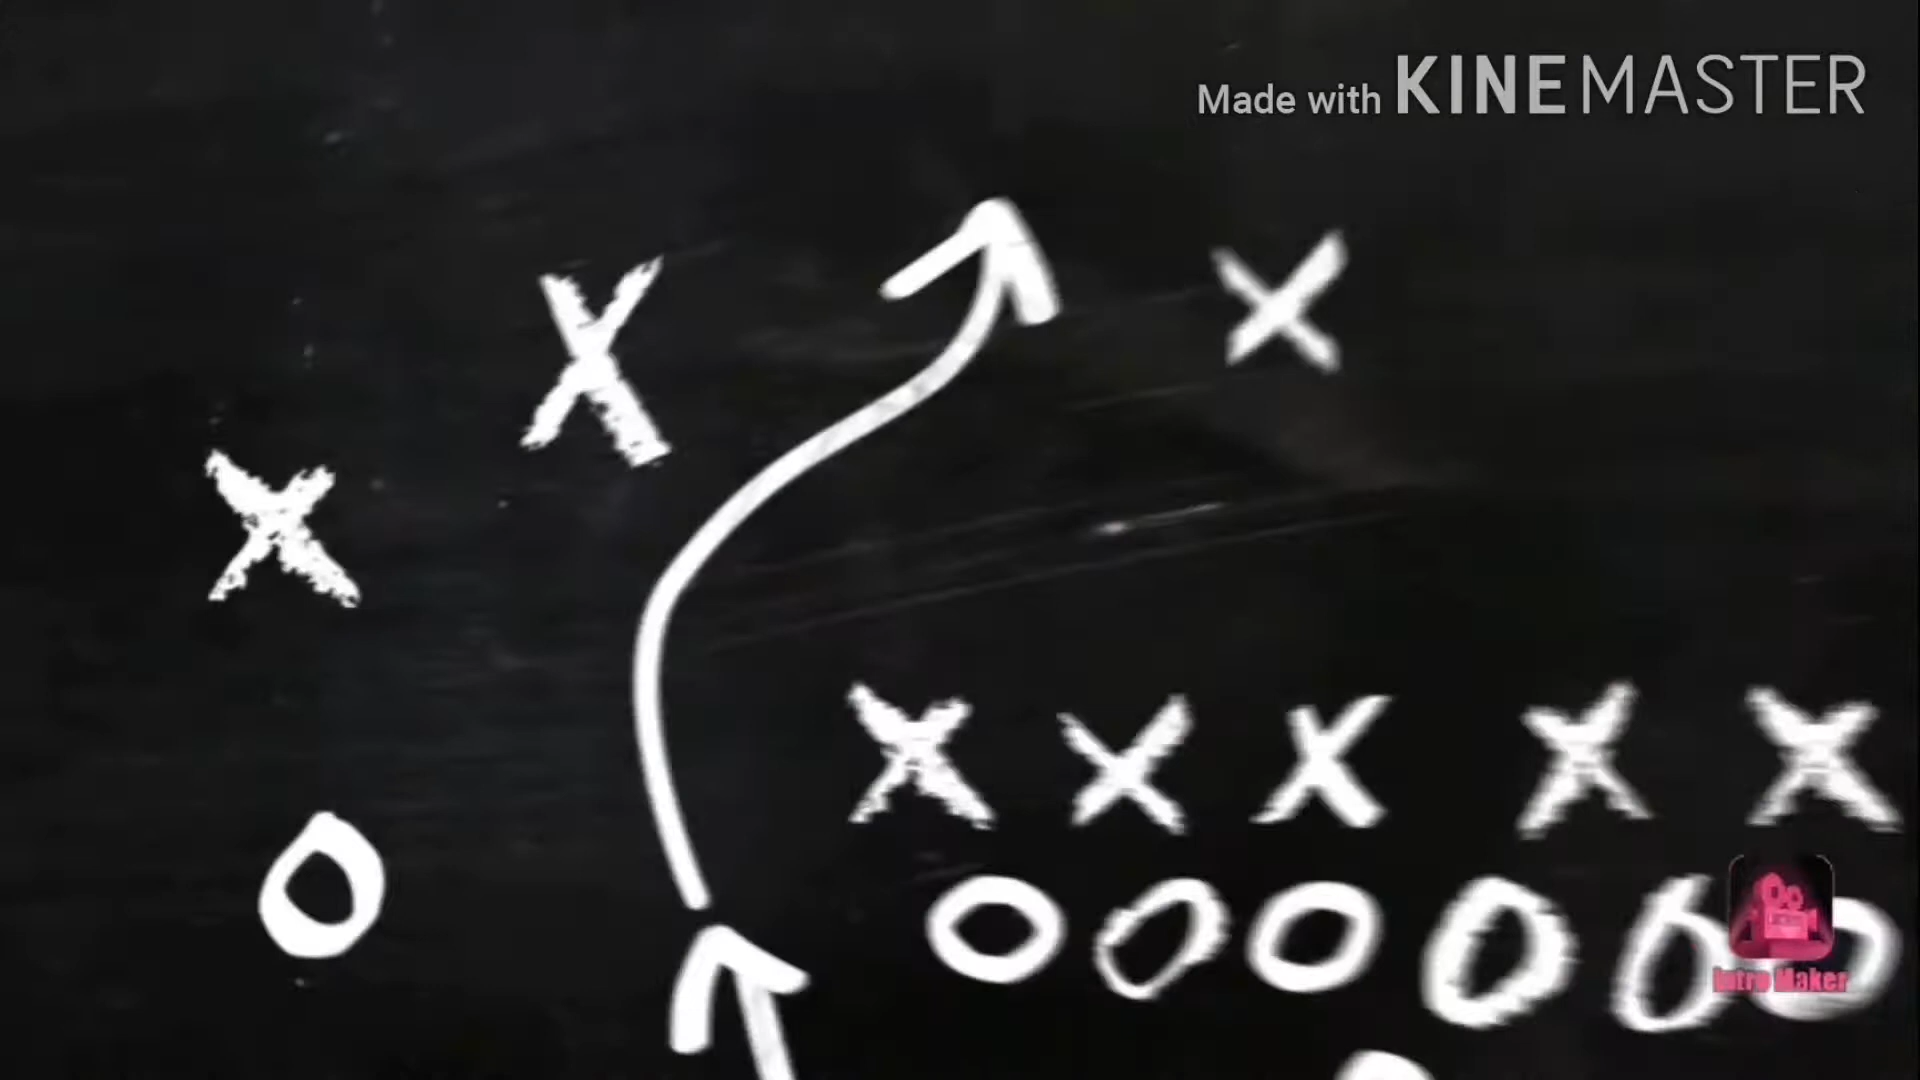 Made with KINEMASTER
X X
X
X X X X X
O
O O O O O O
Intro Maker